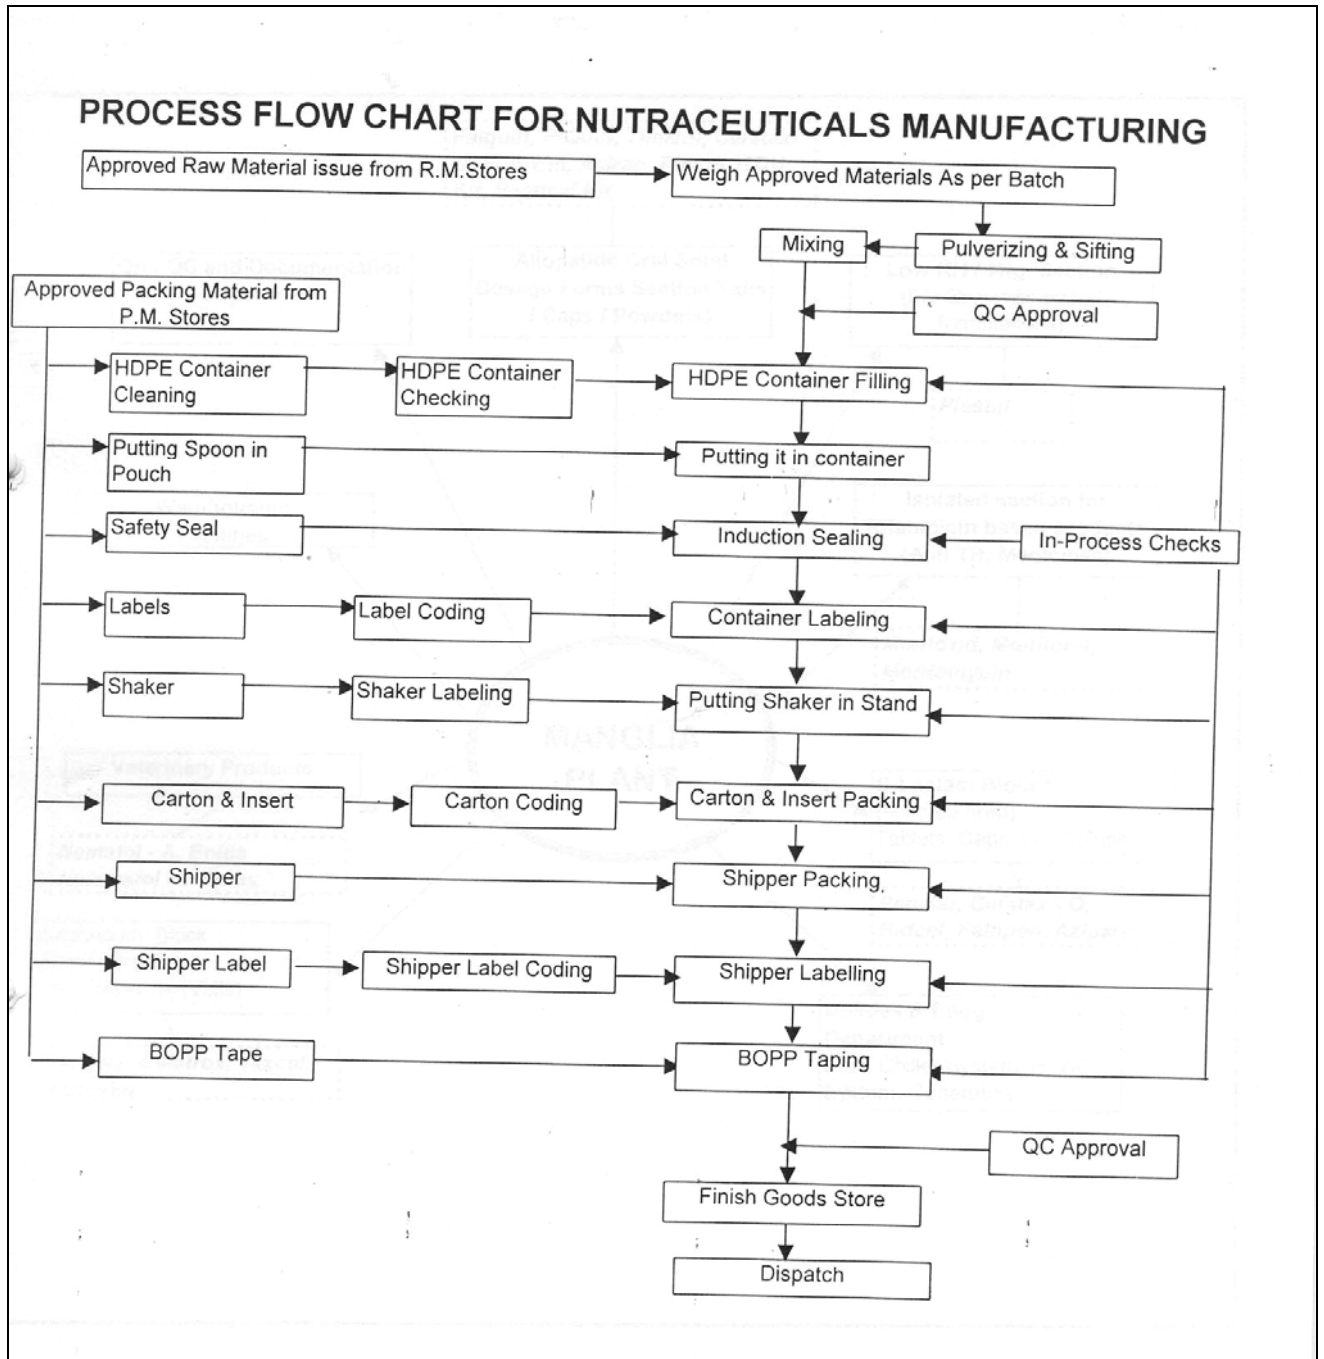 PROCESS FLOW CHART FOR NUTRACEUTICALS MANUFACTURING
Approved Raw Material issue from R.M.Stores
Weigh Approved Materials As per Batch
Mixing
Pulverizing & Sifting
Approved Packing Material from
P.M. Stores
QC Approval
HDPE Container
Cleaning
HDPE Container
Checking
HDPE Container Filling
Putting Spoon in
Pouch
Putting it in container
Safety Seal
Induction Sealing
In-Process Checks
Labels
Label Coding
Container Labeling
Shaker
Shaker Labeling
Putting Shaker in Stand
MANGLIA
PLANT
Veterinary Products
Carton & Insert
Carton Coding
Carton & Insert Packing
Shipper
Shipper Packing
Shipper Label
Shipper Label Coding
Shipper Labelling
BOPP Tape
BOPP Taping
QC Approval
Finish Goods Store
Dispatch